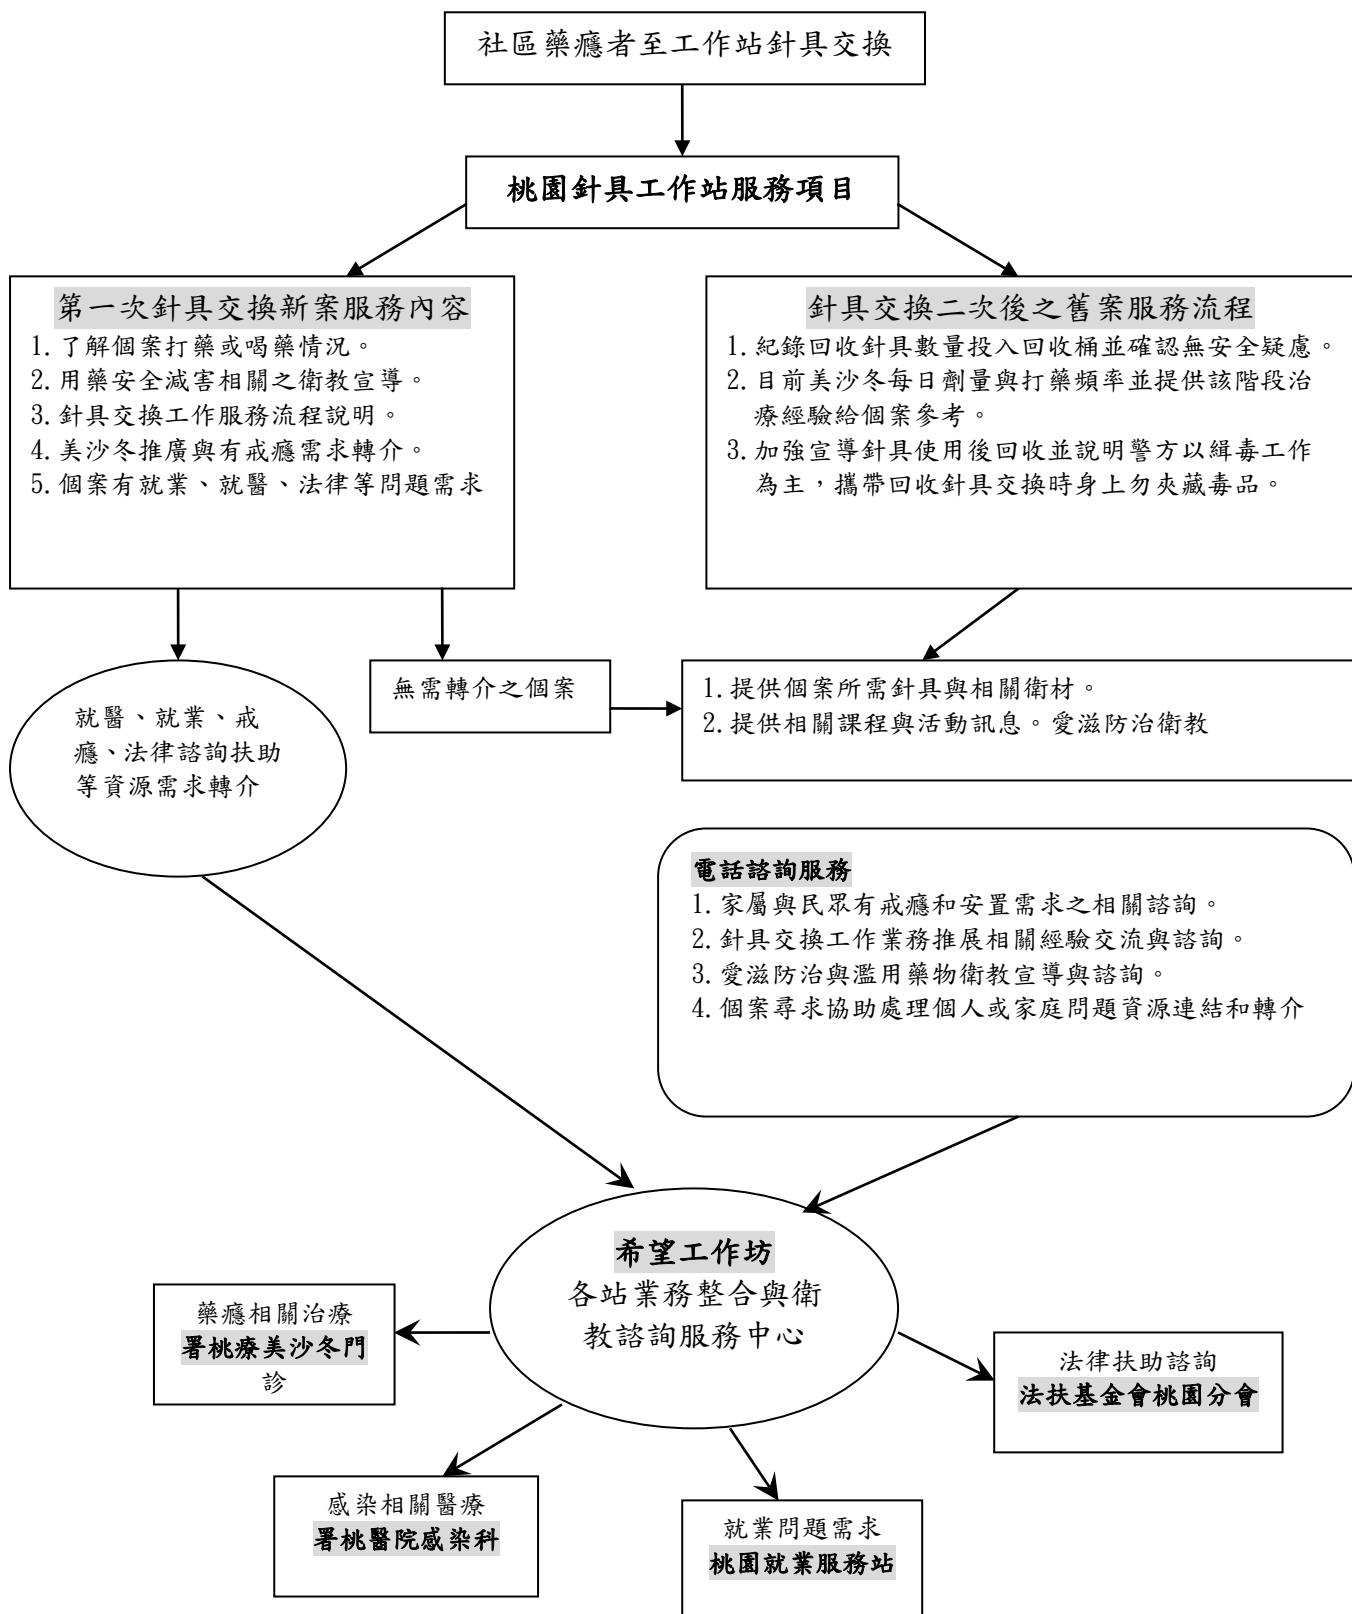 社區藥癮者至工作站針具交換
桃園針具工作站服務項目
第一次針具交換新案服務內容
1. 了解個案打藥或喝藥情況。
2. 用藥安全減害相關之衛教宣導。
3. 針具交換工作服務流程說明。
4. 美沙冬推廣與有戒癮需求轉介。
5. 個案有就業、就醫、法律等問題需求
針具交換二次後之舊案服務流程
1. 紀錄回收針具數量投入回收桶並確認無安全疑慮。
2. 目前美沙冬每日劑量與打藥頻率並提供該階段治
療經驗給個案參考。
3. 加強宣導針具使用後回收並說明警方以緝毒工作
為主，攜帶回收針具交換時身上勿夾藏毒品。
就醫、就業、戒
癮、法律諮詢扶助
等資源需求轉介
無需轉介之個案
1. 提供個案所需針具與相關衛材。
2. 提供相關課程與活動訊息。愛滋防治衛教
電話諮詢服務
1. 家屬與民眾有戒癮和安置需求之相關諮詢。
2. 針具交換工作業務推展相關經驗交流與諮詢。
3. 愛滋防治與濫用藥物衛教宣導與諮詢。
4. 個案尋求協助處理個人或家庭問題資源連結和轉介
希望工作坊
各站業務整合與衛
教諮詢服務中心
藥癮相關治療
署桃療美沙冬門
診
法律扶助諮詢
法扶基金會桃園分會
感染相關醫療
署桃醫院感染科
就業問題需求
桃園就業服務站